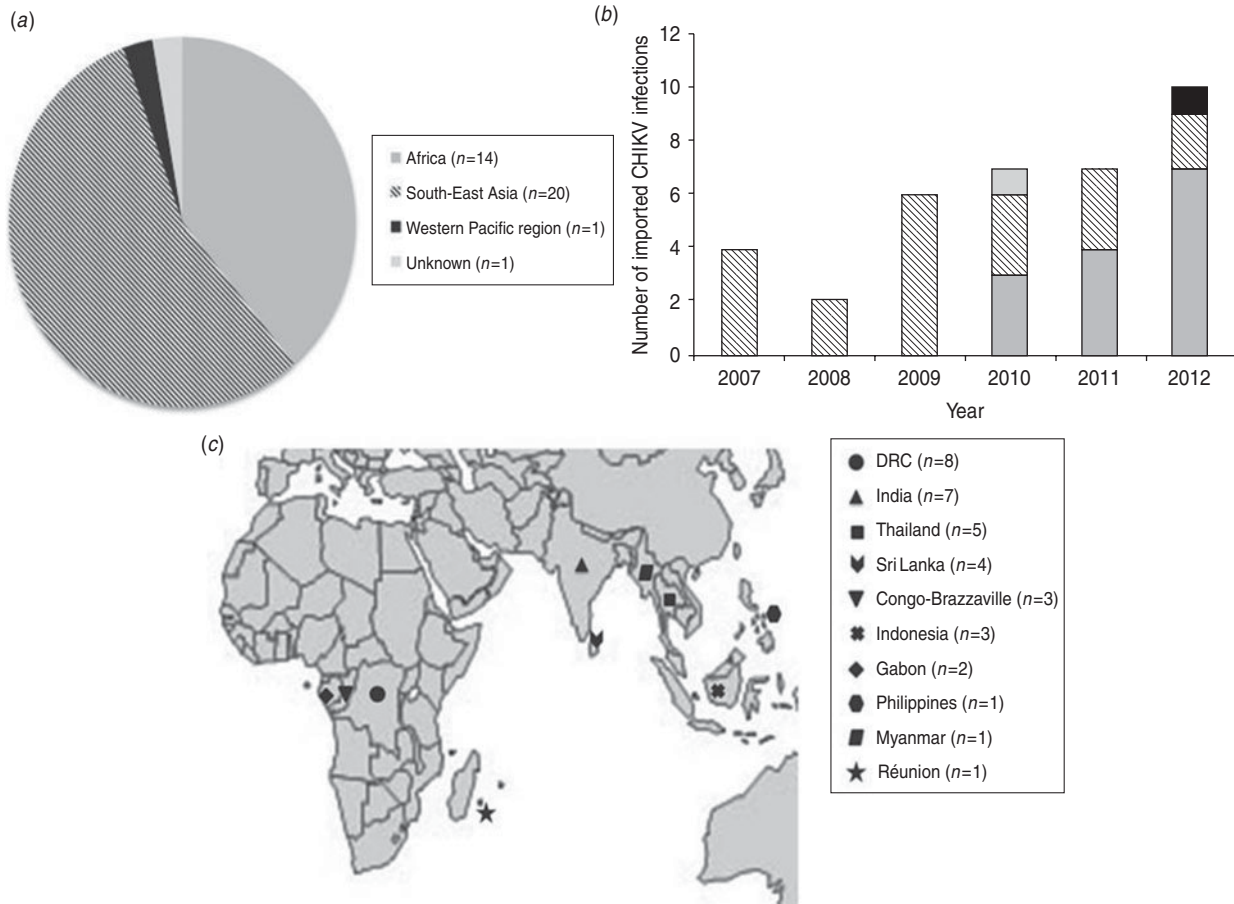 (a)
Africa (n=14)
South-East Asia (n=20)
Western Pacific region (n=1)
Unknown (n=1)
(b)
Number of imported CHIKV infections
12
10
8
6
4
2
0
2007 2008 2009 2010 2011 2012
Year
(c)
DRC (n=8)
India (n=7)
Thailand (n=5)
Sri Lanka (n=4)
Congo-Brazzaville (n=3)
Indonesia (n=3)
Gabon (n=2)
Philippines (n=1)
Myanmar (n=1)
Réunion (n=1)